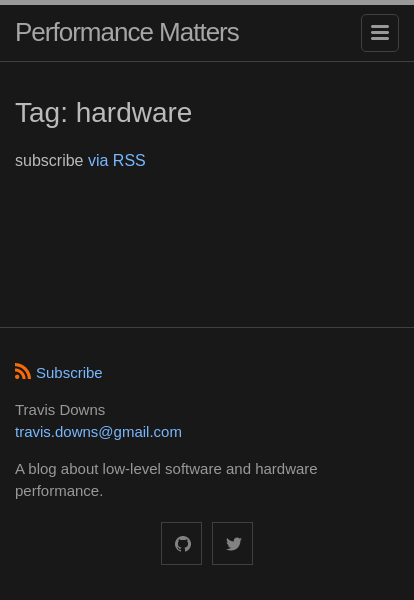 Performance Matters
Tag: hardware
subscribe via RSS
Subscribe
Travis Downs
travis.downs@gmail.com
A blog about low-level software and hardware
performance.